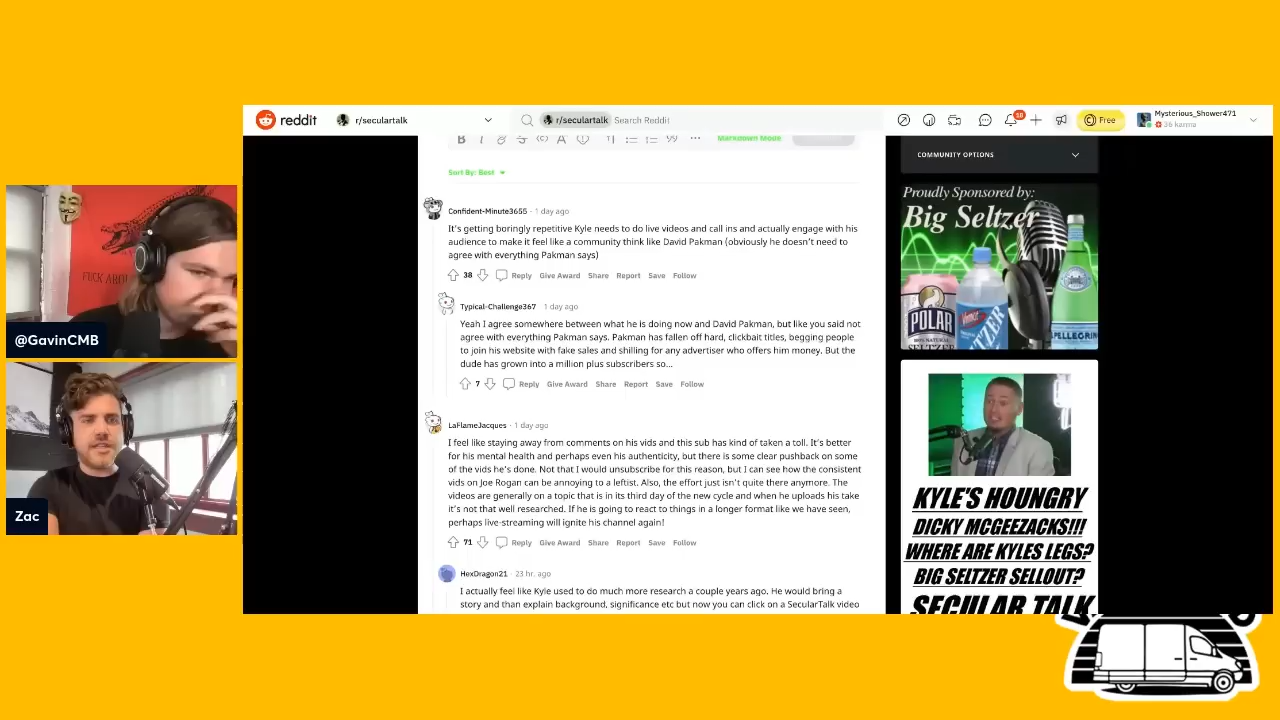 reddit
r/seculartalk
r/seculartalk
Search Reddit
18
Free
Mysterious_Shower471
36 karma
Markdown Mode
COMMUNITY OPTIONS
Sort By: Best
Confident-Minute3655 · 1 day ago
It's getting boringly repetitive Kyle needs to do live videos and call ins and actually engage with his
audience to make it feel like a community think like David Pakman (obviously he doesn't need to
agree with everything Pakman says)
38
Reply Give Award Share Report Save Follow
Typical-Challenge367 · 1 day ago
Yeah I agree somewhere between what he is doing now and David Pakman, but like you said not
agree with everything Pakman says. Pakman has fallen off hard, clickbait titles, begging people
to join his website with fake sales and shilling for any advertiser who offers him money. But the
dude has grown into a million plus subscribers so...
7
Reply Give Award Share Report Save Follow
LaFlameJacques · 1 day ago
I feel like staying away from comments on his vids and this sub has kind of taken a toll. It's better
for his mental health and perhaps even his authenticity, but there is some clear pushback on some
of the vids he's done. Not that I would unsubscribe for this reason, but I can see how the consistent
vids on Joe Rogan can be annoying to a leftist. Also, the effort just isn't quite there anymore. The
videos are generally on a topic that is in its third day of the new cycle and when he uploads his take
it's not that well researched. If he is going to react to things in a longer format like we have seen,
perhaps live-streaming will ignite his channel again!
71
Reply Give Award Share Report Save Follow
HexDragon21 · 23 hr. ago
I actually feel like Kyle used to do much more research a couple years ago. He would bring a
story and than explain background, significance etc but now you can click on a SecularTalk video
Proudly Sponsored by:
Big Seltzer
POLAR
SELTZER
KYLE'S HOUNGRY
DICKY MCGEEZACKS!!!
WHERE ARE KYLES LEGS?
BIG SELTZER SELLOUT?
SECULAR TALK
FUCK AROU
@GavinCMB
Zac